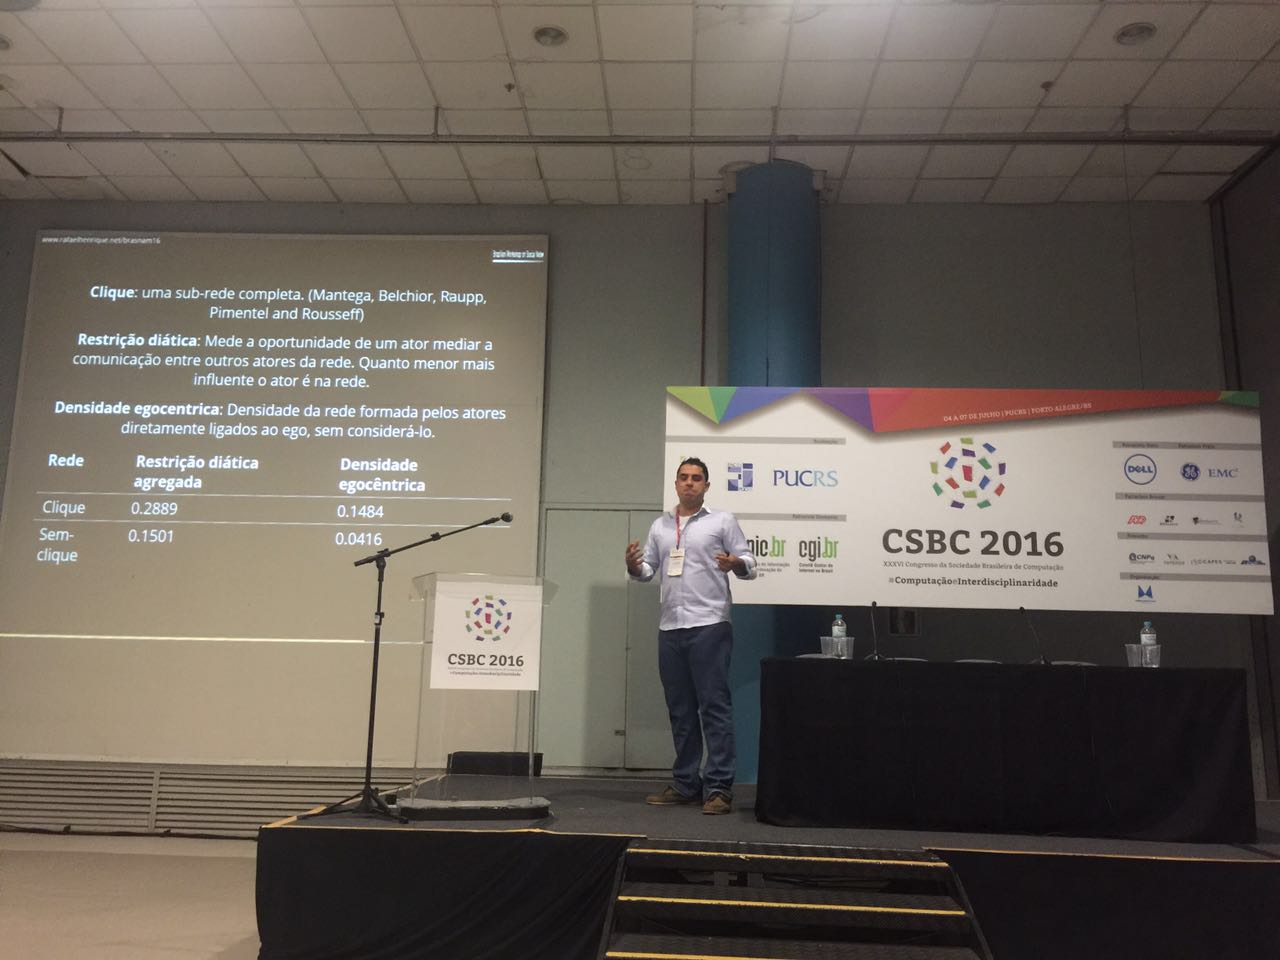 www.rafaelhenrique.net/brasnam16
Clique: uma sub-rede completa. (Mantega, Belchior, Raupp,
Pimentel and Rousseff)
Restrição diática: Mede a oportunidade de um ator mediar a
comunicação entre outros atores da rede. Quanto menor mais
influente o ator é na rede.
Densidade egocentrica: Densidade da rede formada pelos atores
diretamente ligados ao ego, sem considerá-lo.
Rede Restrição diática Densidade
agregada egocêntrica
Clique 0.2889 0.1484
Sem- 0.1501 0.0416
clique
CSBC 2016
#ComputaçãoeInterdisciplinaridade
04 A 07 DE JULHO | PUCRS | PORTO ALEGRE/RS
PUCRS
nic.br cgi.br
CSBC 2016
XXXVI Congresso da Sociedade Brasileira de Computação
#ComputaçãoeInterdisciplinaridade
DELL
EMC²
CNPq